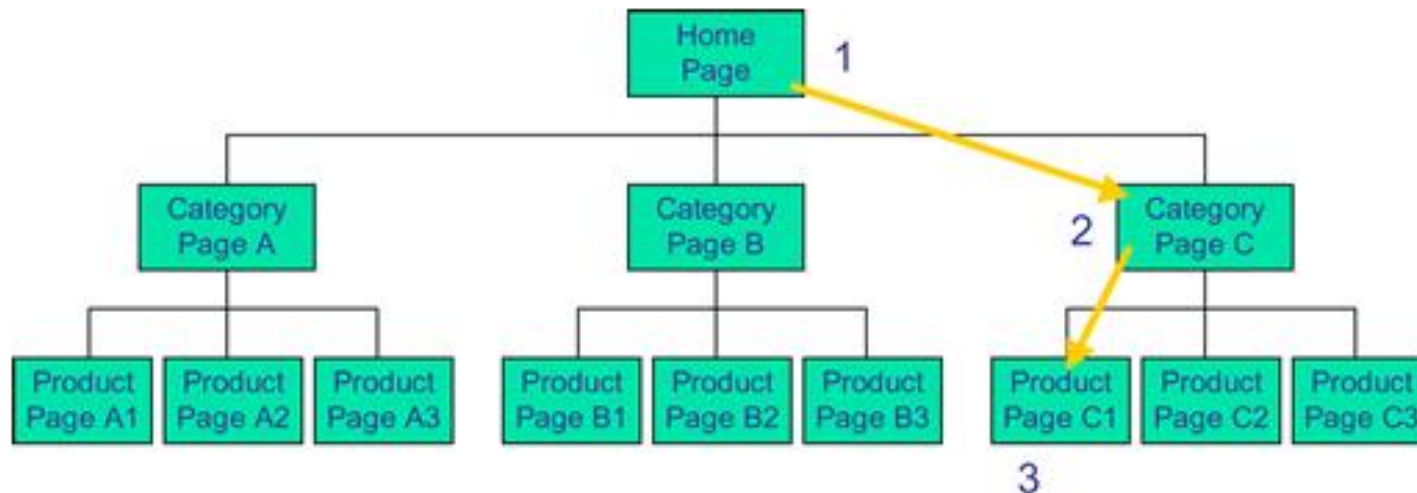 Home
Page
1
Category
Page A
Category
Page B
2
Category
Page C
Product
Page A1
Product
Page A2
Product
Page A3
Product
Page B1
Product
Page B2
Product
Page B3
Product
Page C1
Product
Page C2
Product
Page C3
3